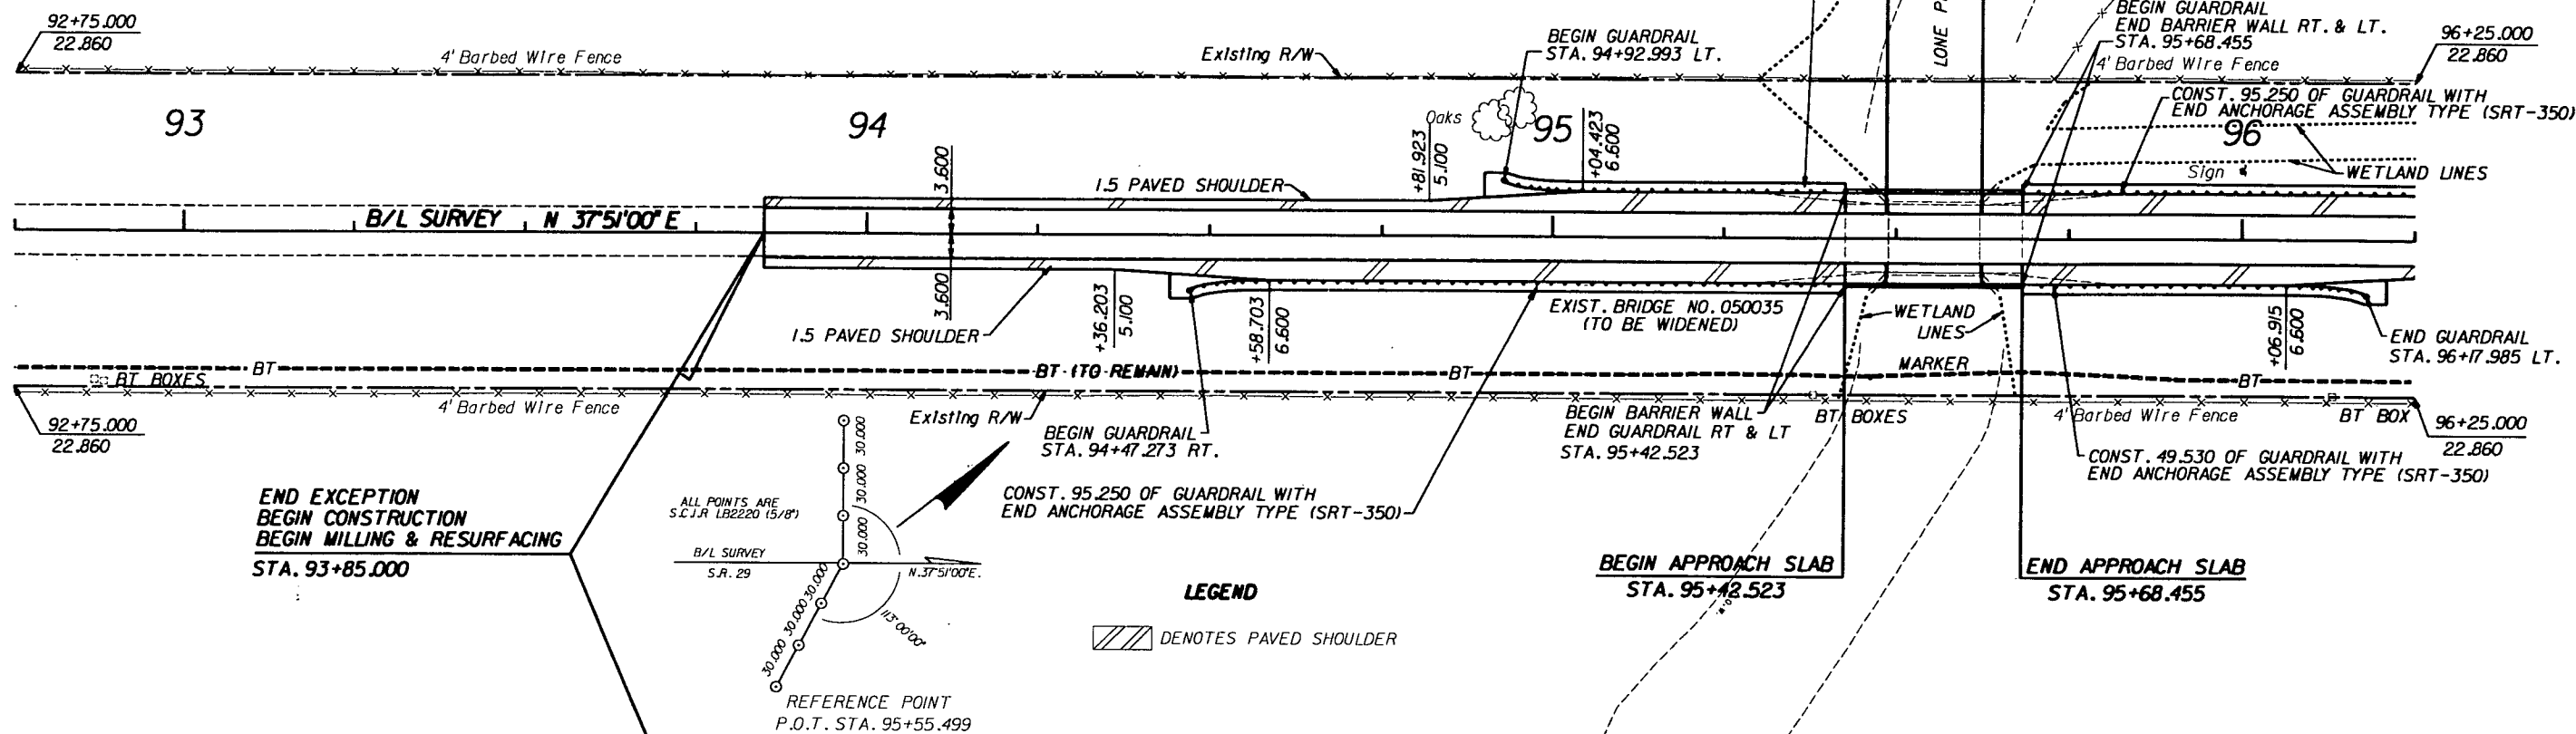 92+75.000
22.860
4' Barbed Wire Fence
Existing R/W
BEGIN GUARDRAIL
STA. 94+92.993 LT.
LONE
BEGIN GUARDRAIL
END BARRIER WALL RT. & LT.
STA. 95+68.455
4' Barbed Wire Fence
96+25.000
22.860
CONST. 95.250 OF GUARDRAIL WITH
END ANCHORAGE ASSEMBLY TYPE (SRT-350)
93
94
Oaks
95
96
+81.923
5.100
+04.423
6.600
3.600
1.5 PAVED SHOULDER
Sign
WETLAND LINES
B/L SURVEY N 37°51'00" E
3.600
1.5 PAVED SHOULDER
+36.203
5.100
+58.703
6.600
EXIST. BRIDGE NO. 050035
(TO BE WIDENED)
WETLAND
LINES
+06.915
6.600
END GUARDRAIL
STA. 96+17.985 LT.
BT
BT (TO REMAIN)
BT
MARKER
BT
BT BOXES
4' Barbed Wire Fence
Existing R/W
BT BOXES
4' Barbed Wire Fence
BT BOX
92+75.000
22.860
96+25.000
22.860
BEGIN GUARDRAIL
STA. 94+47.273 RT.
BEGIN BARRIER WALL
END GUARDRAIL RT & LT
STA. 95+42.523
CONST. 49.530 OF GUARDRAIL WITH
END ANCHORAGE ASSEMBLY TYPE (SRT-350)
CONST. 95.250 OF GUARDRAIL WITH
END ANCHORAGE ASSEMBLY TYPE (SRT-350)
END EXCEPTION
BEGIN CONSTRUCTION
BEGIN MILLING & RESURFACING
STA. 93+85.000
ALL POINTS ARE
S.C.I.R LB2220 (5/8")
30.000
30.000
30.000
B/L SURVEY
S.R. 29
N.37°51'00"E.
30.000
30.000
30.000
113°00'00"
REFERENCE POINT
P.O.T. STA. 95+55.499
LEGEND
DENOTES PAVED SHOULDER
BEGIN APPROACH SLAB
STA. 95+42.523
END APPROACH SLAB
STA. 95+68.455